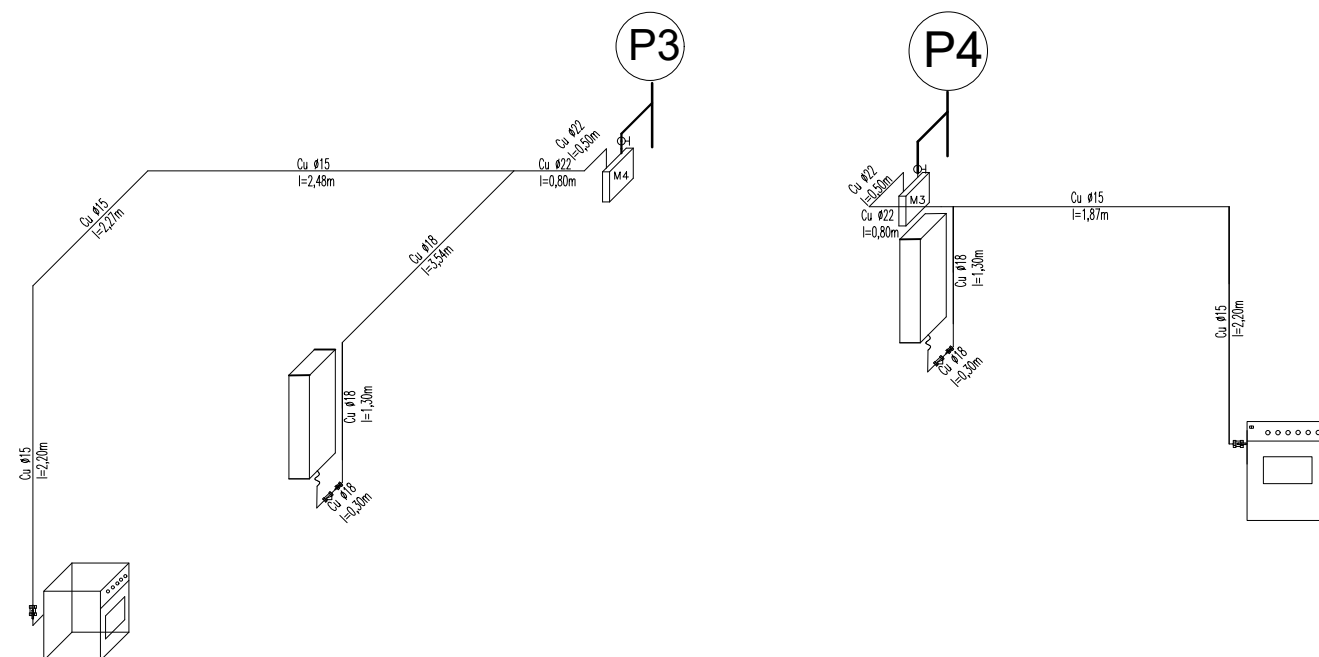 P3
Cu ø22
l=0,50m
M4
Cu ø22
l=0,80m
Cu ø15
l=2,48m
Cu ø15
l=2,27m
Cu ø18
l=3,54m
Cu ø18
l=1,30m
Cu ø18
l=0,30m
Cu ø15
l=2,20m
P4
Cu ø22
l=0,50m
M3
Cu ø22
l=0,80m
Cu ø15
l=1,87m
Cu ø18
l=1,30m
Cu ø18
l=0,30m
Cu ø15
l=2,20m